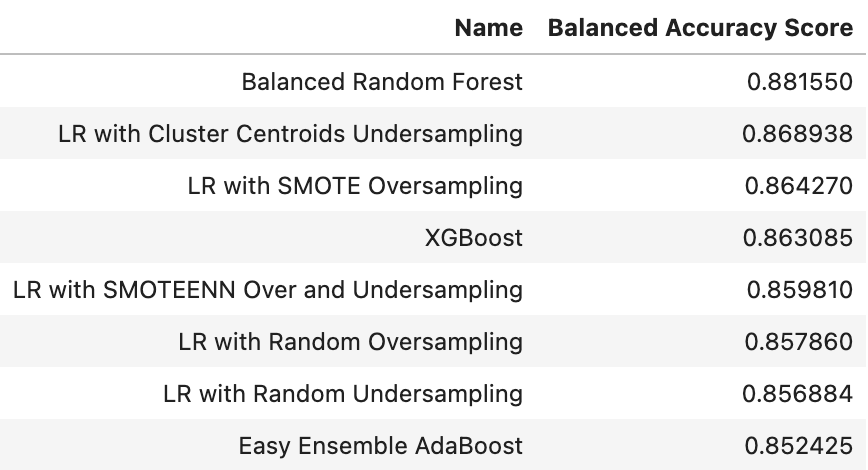 Name Balanced Accuracy Score
Balanced Random Forest 0.881550
LR with Cluster Centroids Undersampling 0.868938
LR with SMOTE Oversampling 0.864270
XGBoost 0.863085
LR with SMOTEENN Over and Undersampling 0.859810
LR with Random Oversampling 0.857860
LR with Random Undersampling 0.856884
Easy Ensemble AdaBoost 0.852425